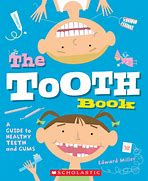 The
TOOTH
BOOK
A GUIDE TO
HEALTHY
TEETH and
GUMS
Edward Miller
SCHOLASTIC